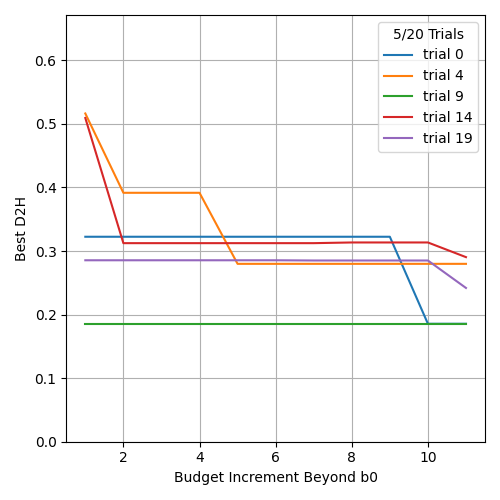 5/20 Trials
trial 0
trial 4
trial 9
trial 14
trial 19
Best D2H
0.6
0.5
0.4
0.3
0.2
0.1
0.0
2 4 6 8 10
Budget Increment Beyond b0